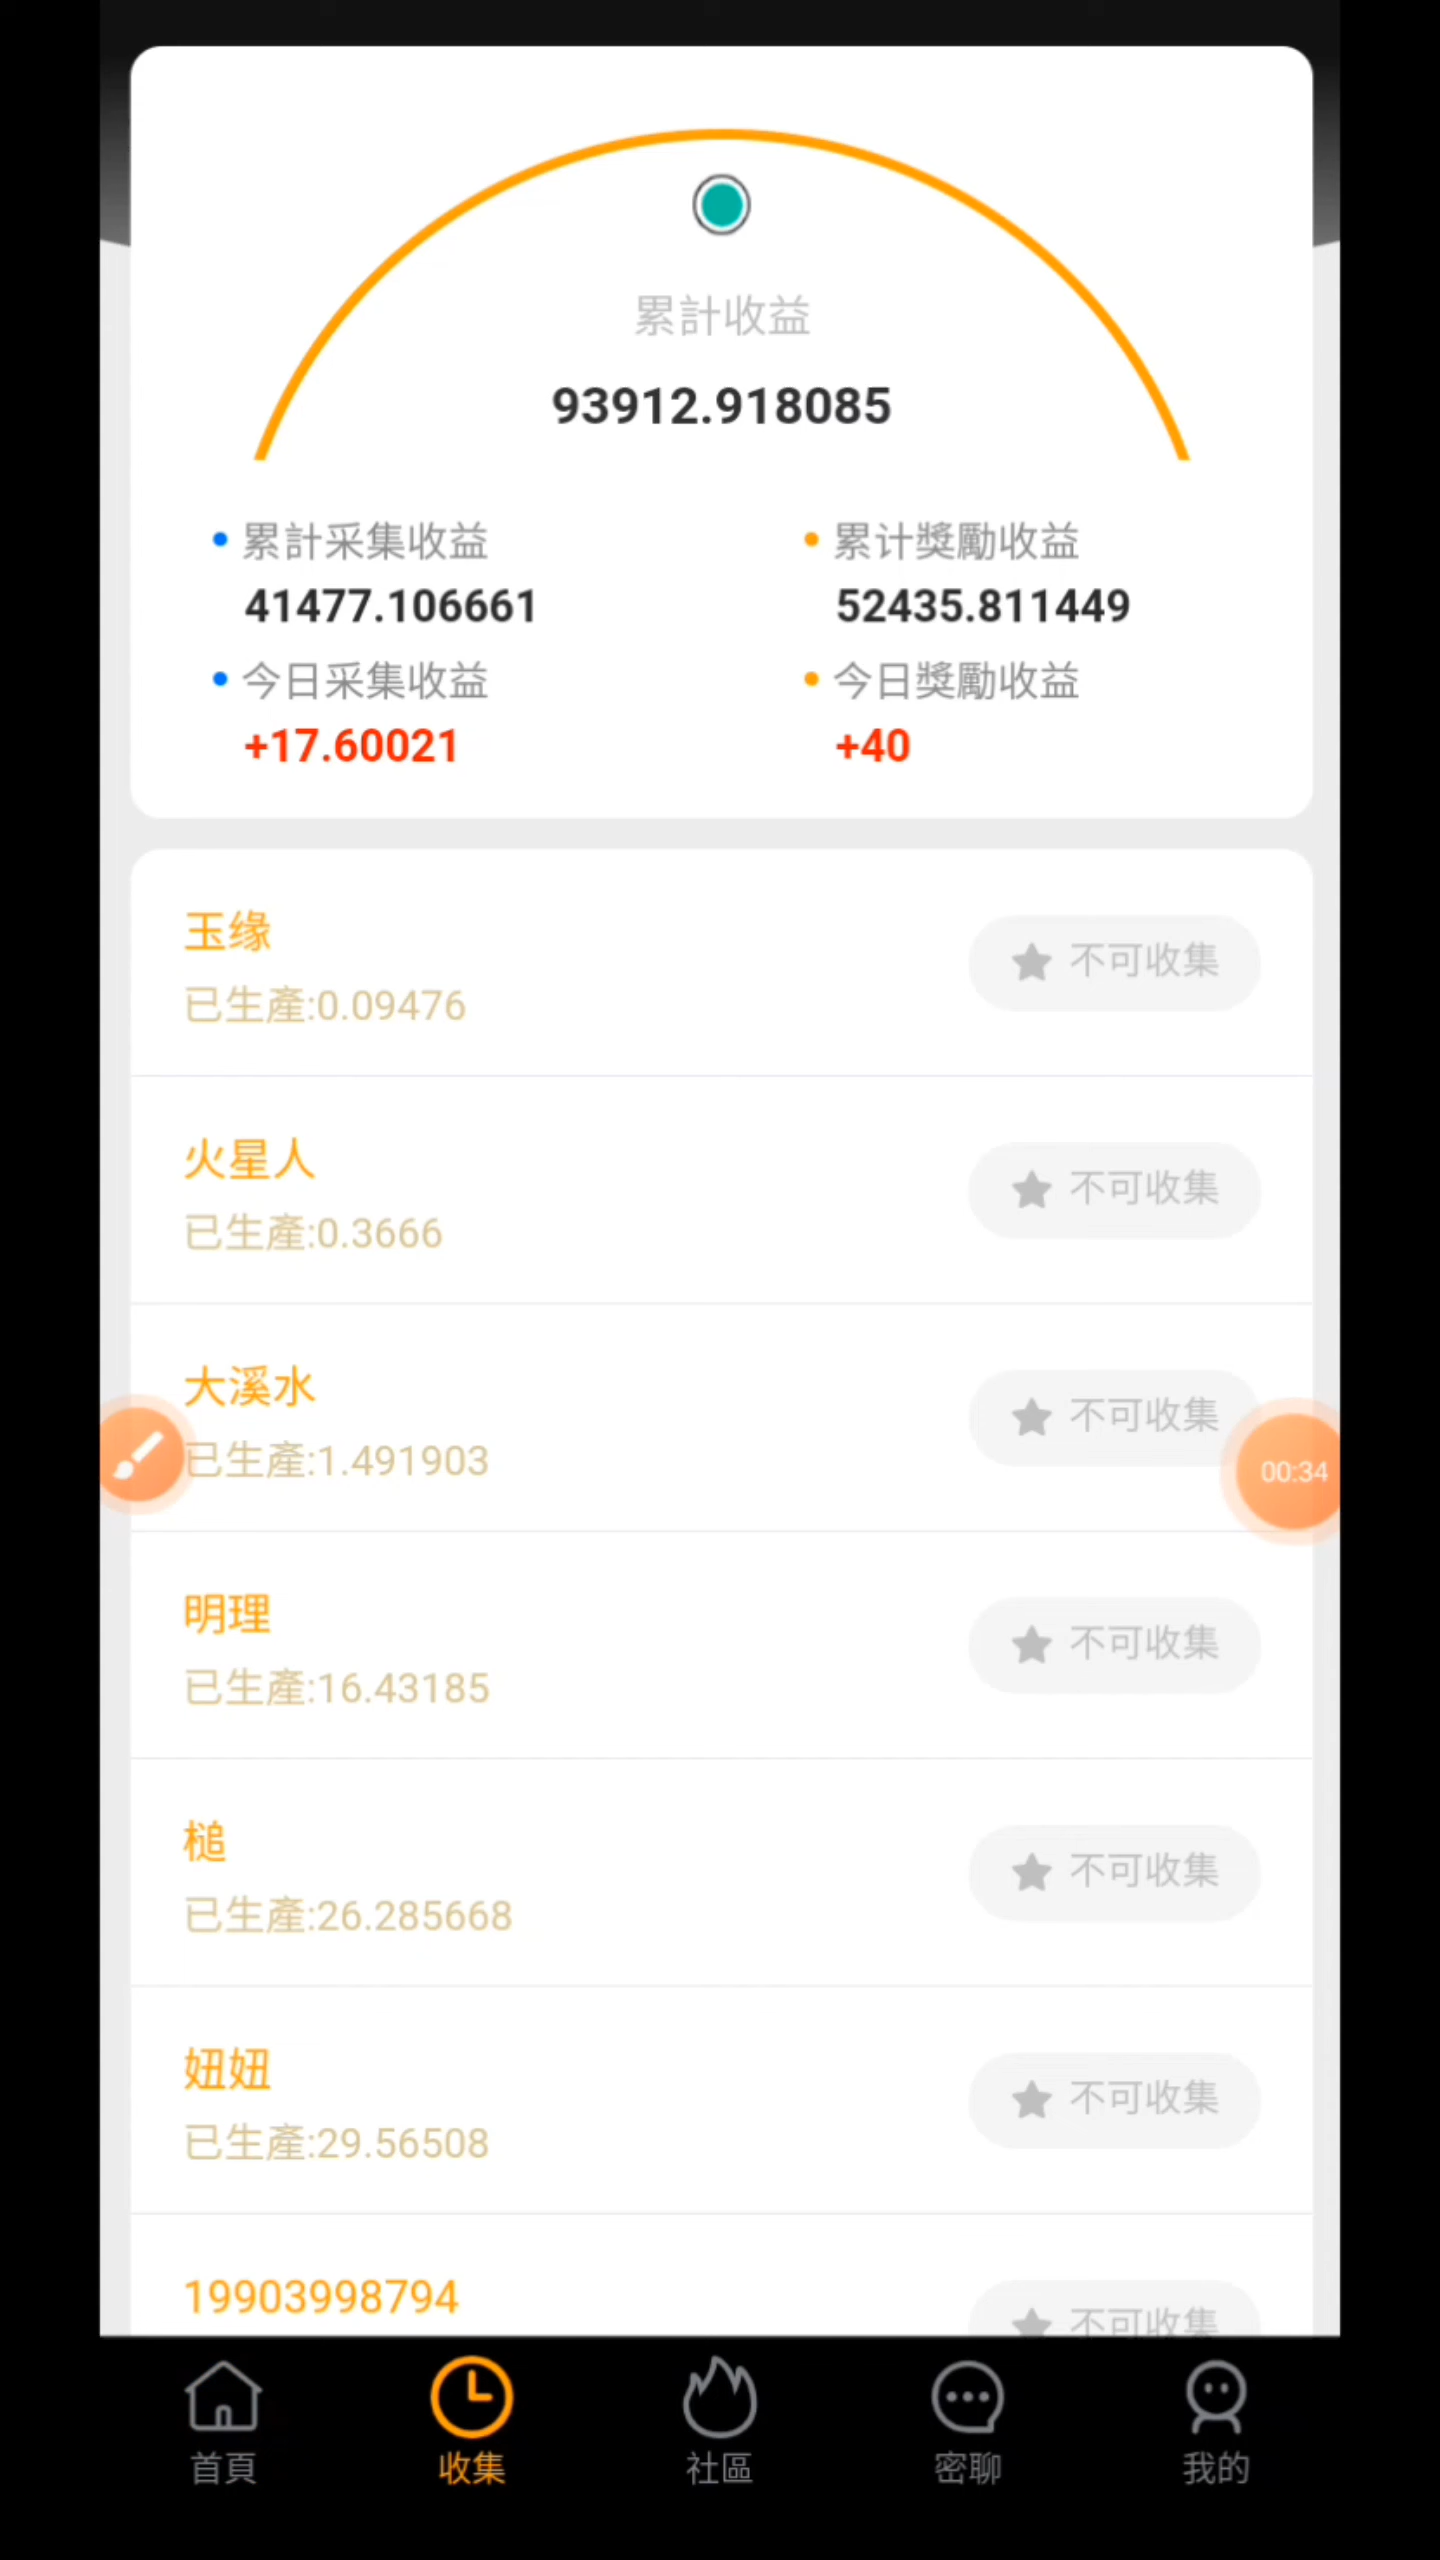 累計收益
93912.918085
累計采集收益
累计獎勵收益
41477.106661
52435.811449
今日采集收益
今日獎勵收益
+17.60021
+40
玉缘
不可收集
已生產:0.09476
火星人
不可收集
已生產:0.3666
大溪水
不可收集
已生產:1.491903
00:34
明理
不可收集
已生產:16.43185
槌
不可收集
已生產:26.285668
妞妞
不可收集
已生產:29.56508
19903998794
不可收集
首頁
收集
社區
密聊
我的